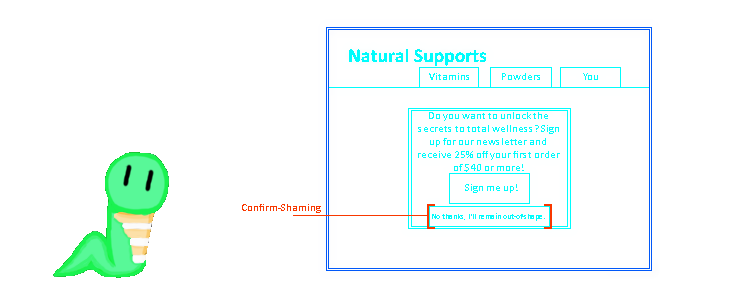 Natural Supports
Vitamins
Powders
You
Do you want to unlock the
secrets to total wellness? Sign
up for our newsletter and
receive 25% off your first order
of $40 or more!
Sign me up!
Confirm-Shaming
No thanks, I'll remain out-of-shape.